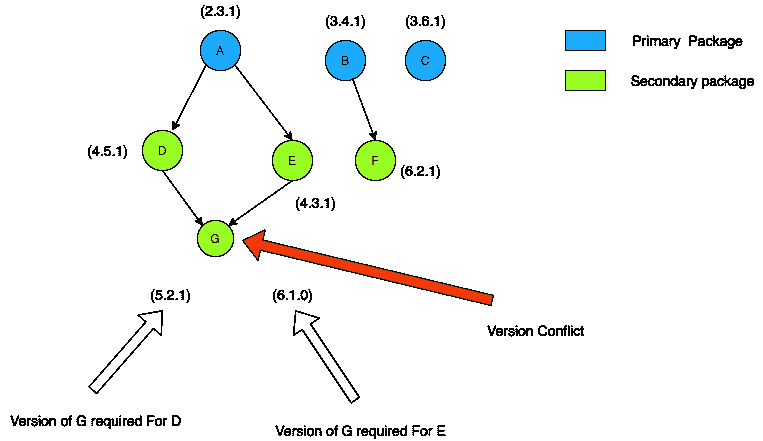 (2.3.1)
(3.4.1)
(3.6.1)
A
B
C
Primary Package
Secondary package
(4.5.1)
D
E
F
(6.2.1)
(4.3.1)
G
(5.2.1)
(6.1.0)
Version Conflict
Version of G required For D
Version of G required For E